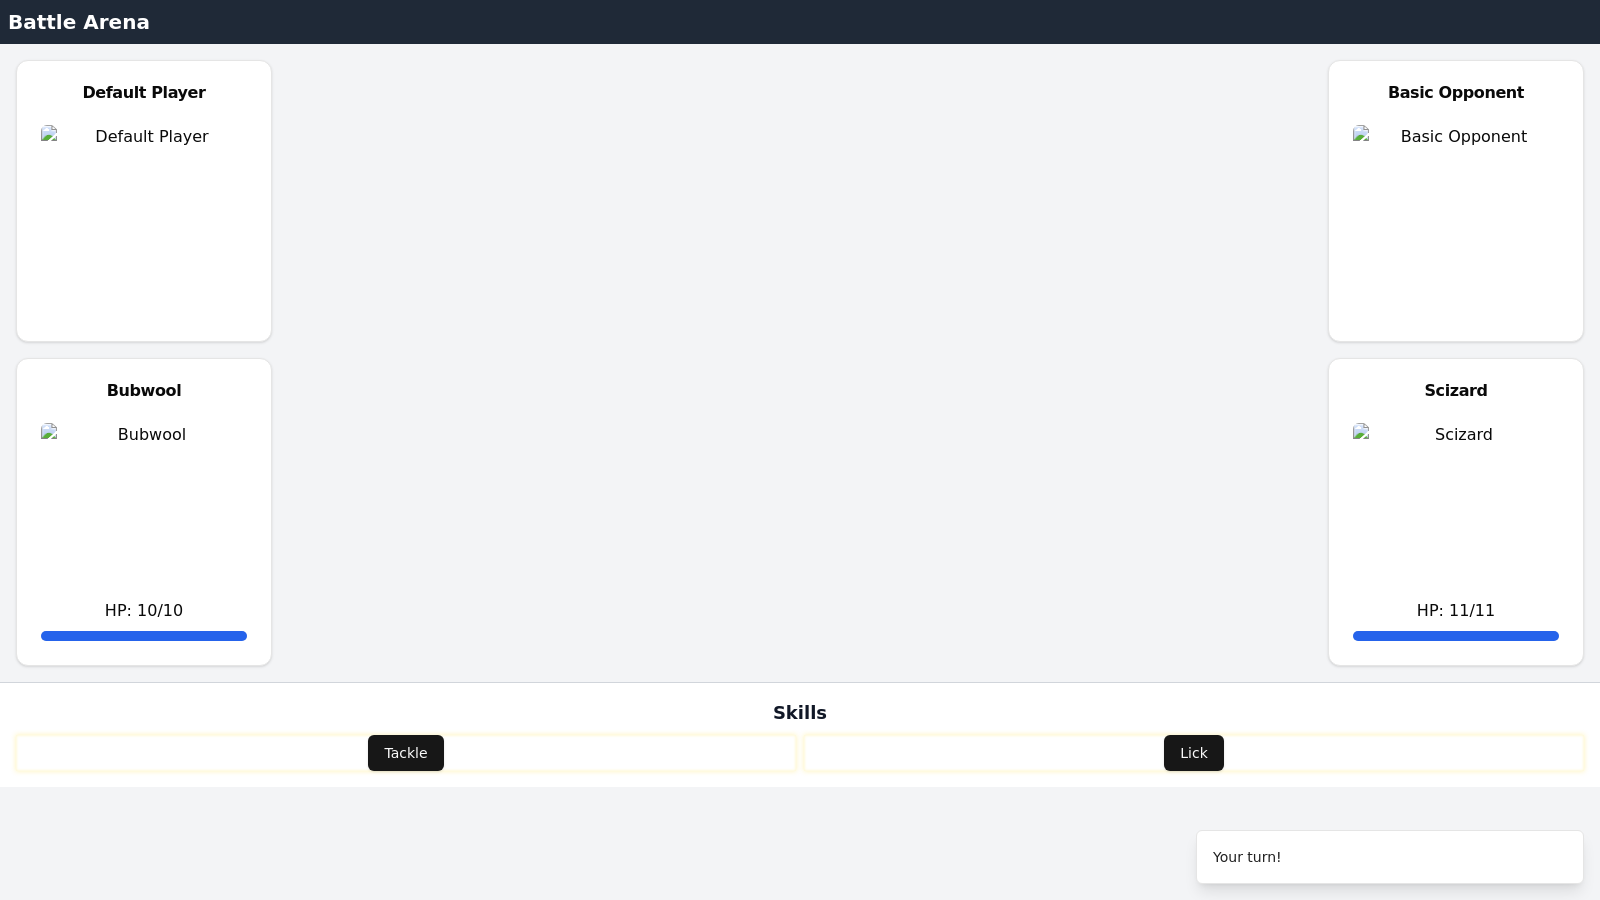 Battle Arena
Default Player
Default Player
Basic Opponent
Basic Opponent
Bubwool
Bubwool
HP: 10/10
Scizard
Scizard
HP: 11/11
Skills
Tackle
Lick
Your turn!